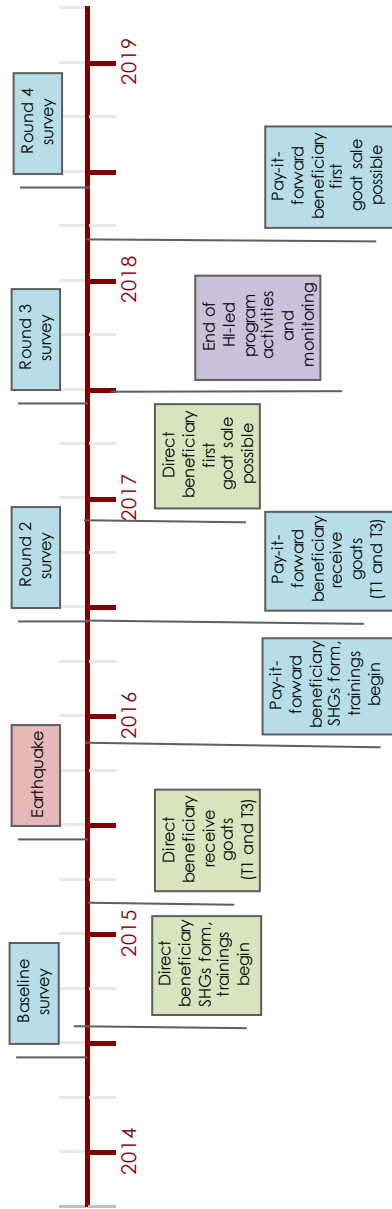 Baseline
survey
Earthquake
Round 2
survey
Round 3
survey
Round 4
survey
2014
2015
2016
2017
2018
2019
Direct
beneficiary
SHGs form,
trainings
begin
Direct
beneficiary
receive
goats
(T1 and T3)
Direct
beneficiary
first
goat sale
possible
End of
HI-led
program
activities
and
monitoring
Pay-it-
forward
beneficiary
SHGs form,
trainings
begin
Pay-it-
forward
beneficiary
receive
goats
(T1 and T3)
Pay-it-
forward
beneficiary
first
goat sale
possible